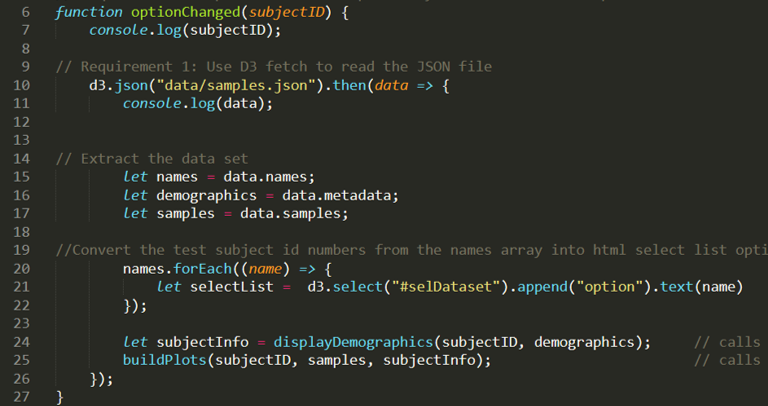 6 function optionChanged(subjectID) {
7 console.log(subjectID);
8
9 // Requirement 1: Use D3 fetch to read the JSON file
10 d3.json("data/samples.json").then(data => {
11 console.log(data);
12
13
14 // Extract the data set
15 let names = data.names;
16 let demographics = data.metadata;
17 let samples = data.samples;
18
19 //Convert the test subject id numbers from the names array into html select list opti
20 names.forEach((name) => {
21 let selectList =  d3.select("#selDataset").append("option").text(name)
22 });
23
24 let subjectInfo = displayDemographics(subjectID, demographics); // calls
25 buildPlots(subjectID, samples, subjectInfo); // calls
26 });
27 }